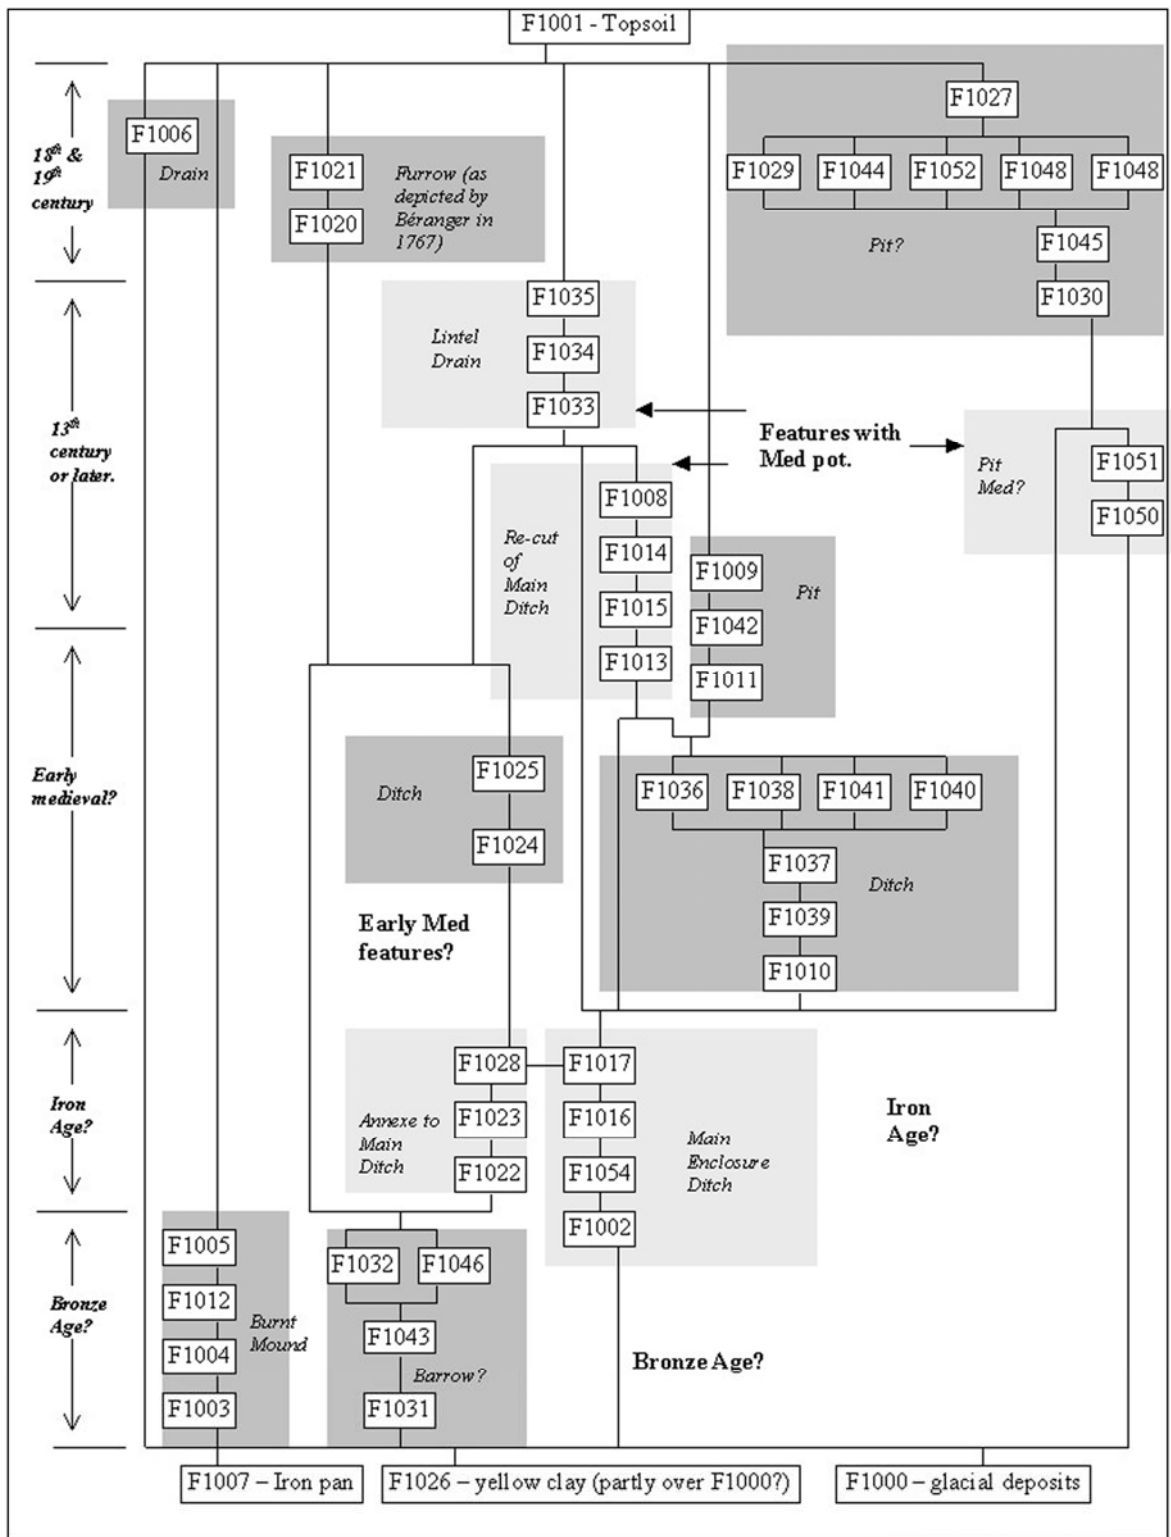 F1001 - Topsoil
F1027
F1006
Drain
18th &
19th
century
F1021
F1020
Furrow (as
depicted by
Béranger in
1767)
F1029
F1044
F1052
F1048
F1048
Pit?
F1045
F1030
F1035
F1034
F1033
Lintel
Drain
13th
century
or later.
Features with
Med pot.
Pit
Med?
F1051
F1050
Re-cut
of
Main
Ditch
F1008
F1014
F1015
F1013
F1009
F1042
F1011
Pit
Early
medieval?
Ditch
F1025
F1024
F1036
F1038
F1041
F1040
F1037
F1039
F1010
Ditch
Early Med
features?
Iron
Age?
Annexe to
Main
Ditch
F1028
F1023
F1022
F1017
F1016
F1054
F1002
Main
Enclosure
Ditch
Iron
Age?
Bronze
Age?
F1005
F1012
F1004
F1003
Burnt
Mound
F1032
F1046
F1043
F1031
Barrow?
Bronze Age?
F1007 – Iron pan
F1026 – yellow clay (partly over F1000?)
F1000 – glacial deposits